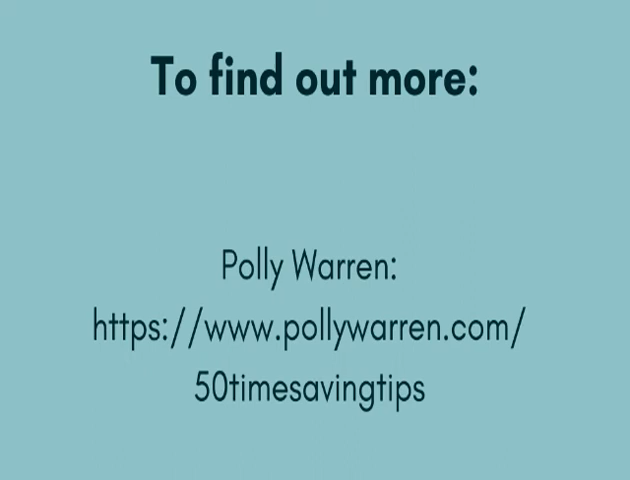 To find out more:
Polly Warren:
https://www.pollywarren.com/
50timesavingtips